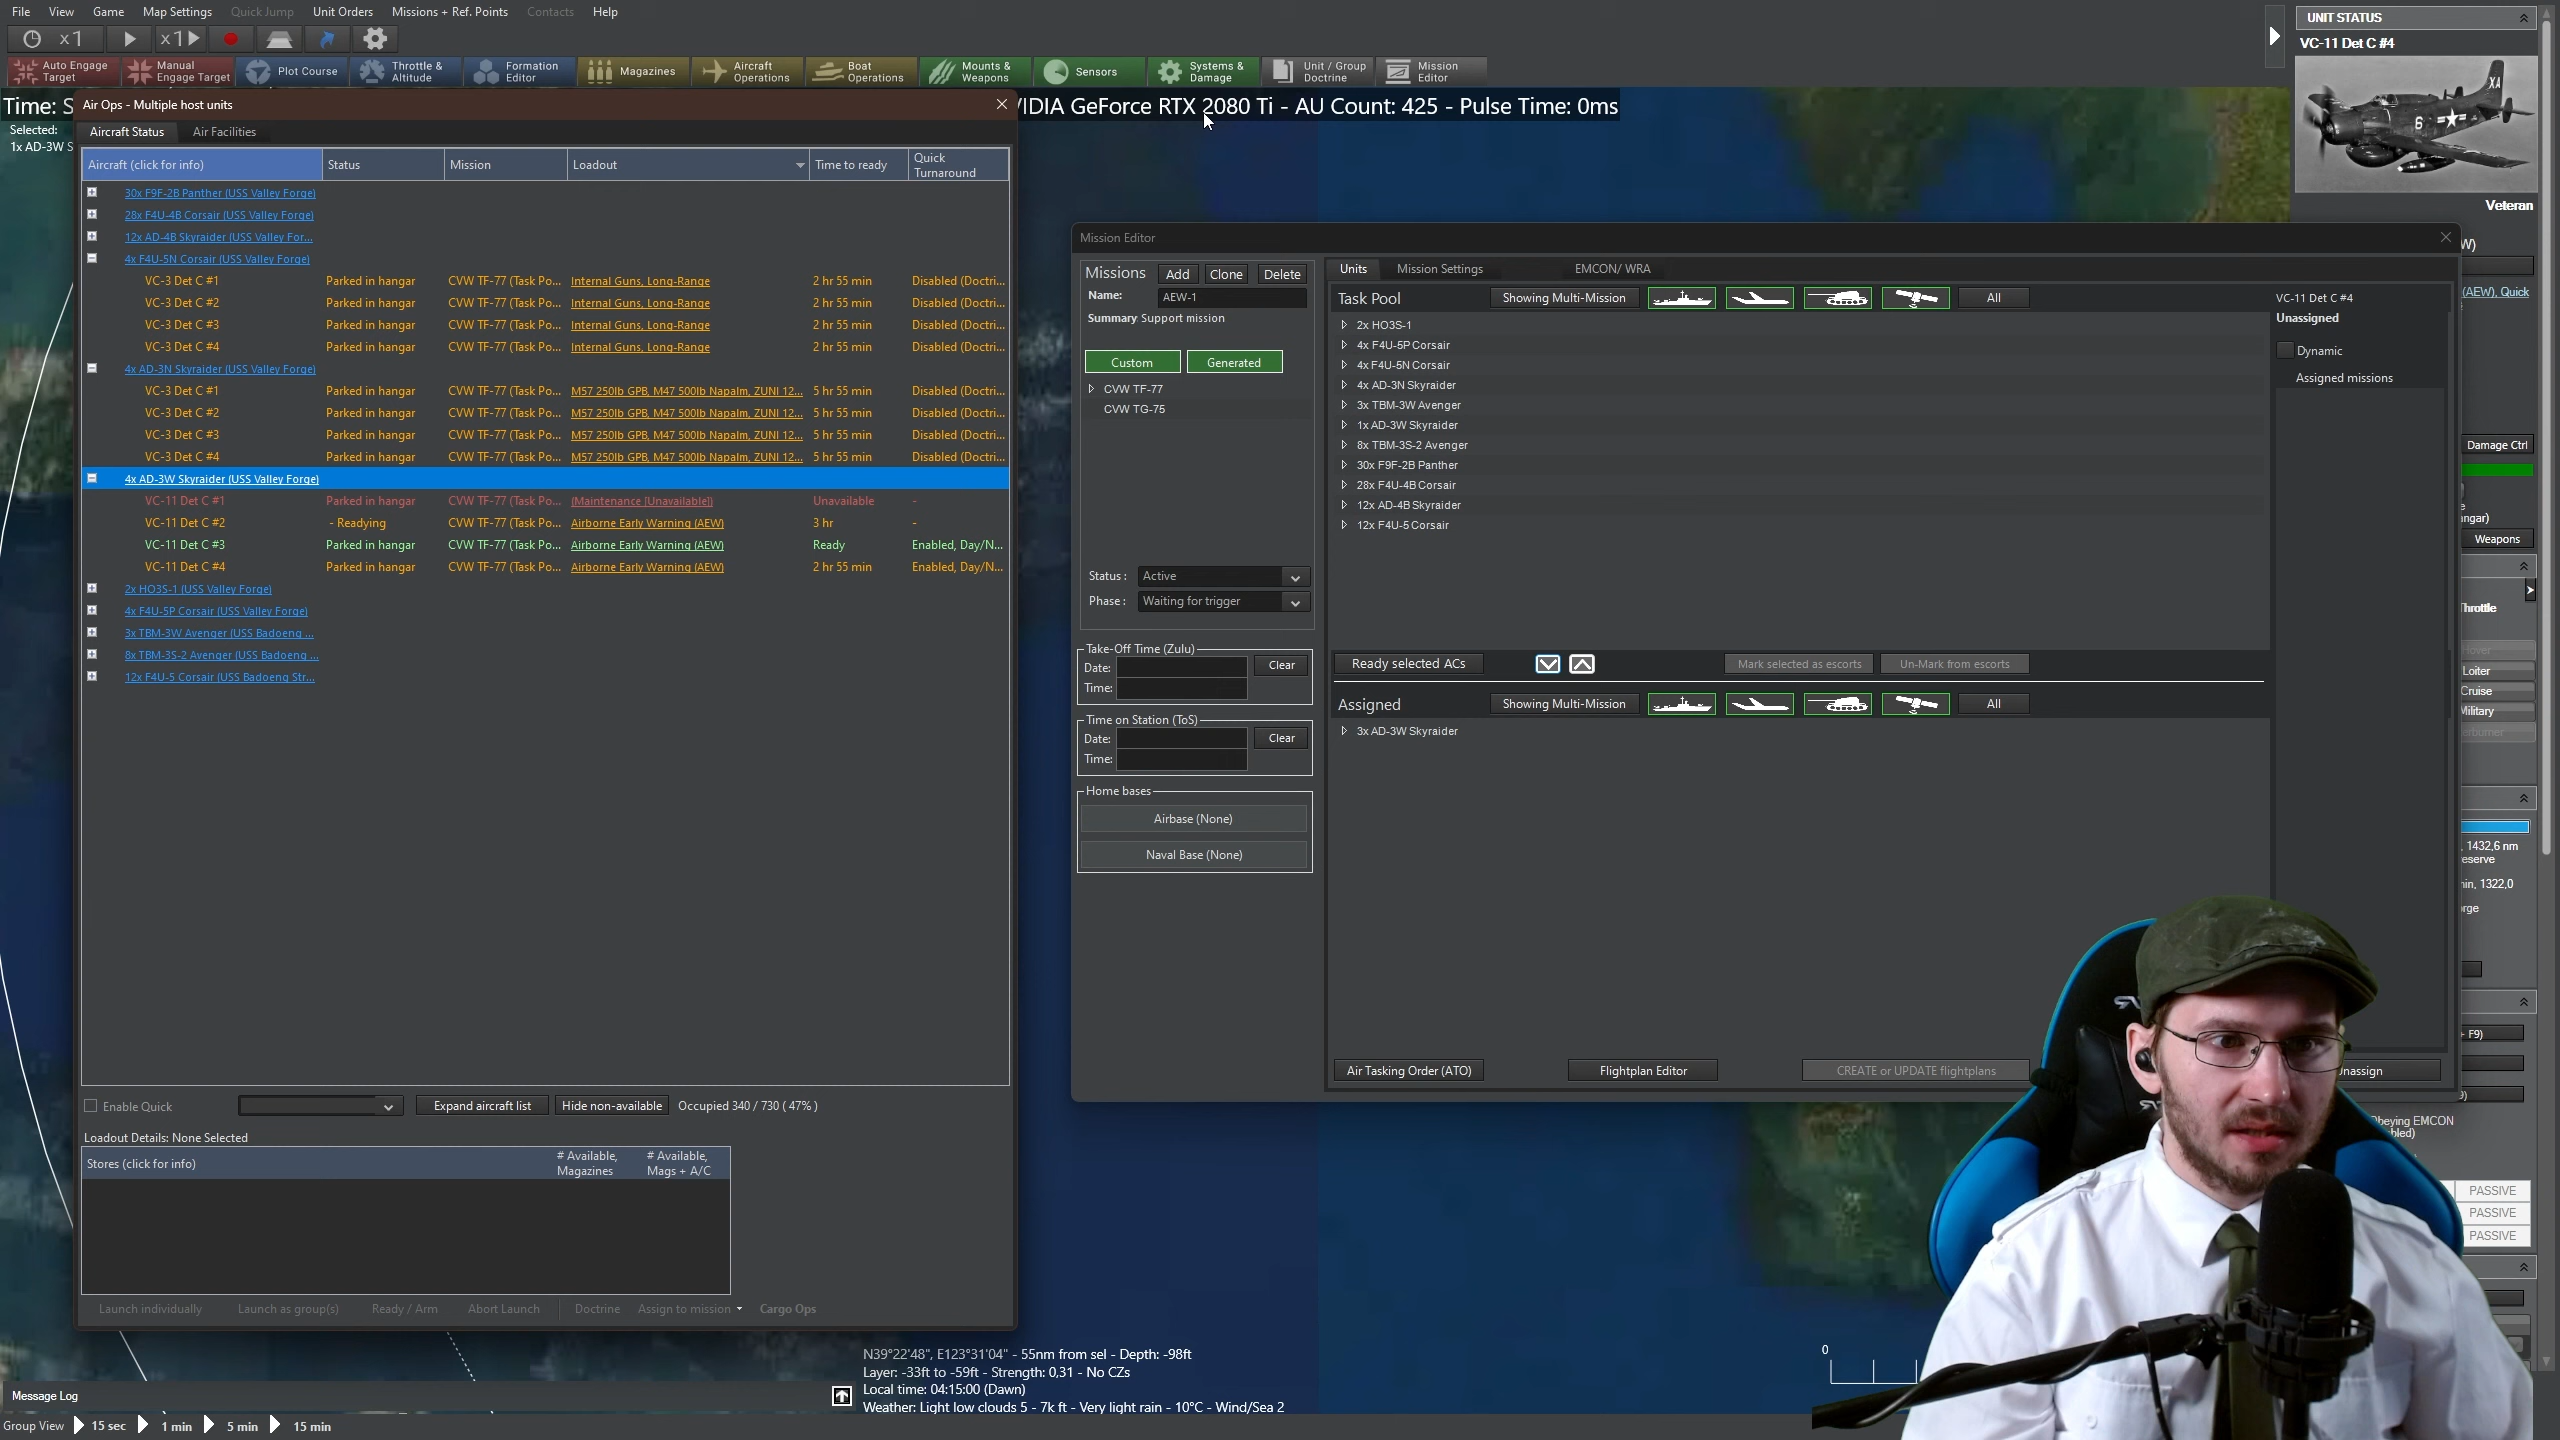 File View Game Map Settings Quick Jump Unit Orders Missions + Ref. Points Contacts Help
x1 x1
Auto Engage Target
Manual Engage Target
Plot Course
Throttle & Altitude
Formation Editor
Magazines
Aircraft Operations
Boat Operations
Mounts & Weapons
Sensors
Systems & Damage
Unit / Group Doctrine
Mission Editor
Time: S
VIDIA GeForce RTX 2080 Ti - AU Count: 425 - Pulse Time: 0ms
Selected:
1x AD-3W S
Air Ops - Multiple host units
Aircraft Status Air Facilities
Aircraft (click for info) Status Mission Loadout Time to ready Quick Turnaround
30x F9F-2B Panther (USS Valley Forge)
28x F4U-4B Corsair (USS Valley Forge)
12x AD-4B Skyraider (USS Valley For...
4x F4U-5N Corsair (USS Valley Forge)
VC-3 Det C #1 Parked in hangar CVW TF-77 (Task Po... Internal Guns, Long-Range 2 hr 55 min Disabled (Doctri...
VC-3 Det C #2 Parked in hangar CVW TF-77 (Task Po... Internal Guns, Long-Range 2 hr 55 min Disabled (Doctri...
VC-3 Det C #3 Parked in hangar CVW TF-77 (Task Po... Internal Guns, Long-Range 2 hr 55 min Disabled (Doctri...
VC-3 Det C #4 Parked in hangar CVW TF-77 (Task Po... Internal Guns, Long-Range 2 hr 55 min Disabled (Doctri...
4x AD-3N Skyraider (USS Valley Forge)
VC-3 Det C #1 Parked in hangar CVW TF-77 (Task Po... M57 250lb GPB, M47 500lb Napalm, ZUNI 12... 5 hr 55 min Disabled (Doctri...
VC-3 Det C #2 Parked in hangar CVW TF-77 (Task Po... M57 250lb GPB, M47 500lb Napalm, ZUNI 12... 5 hr 55 min Disabled (Doctri...
VC-3 Det C #3 Parked in hangar CVW TF-77 (Task Po... M57 250lb GPB, M47 500lb Napalm, ZUNI 12... 5 hr 55 min Disabled (Doctri...
VC-3 Det C #4 Parked in hangar CVW TF-77 (Task Po... M57 250lb GPB, M47 500lb Napalm, ZUNI 12... 5 hr 55 min Disabled (Doctri...
4x AD-3W Skyraider (USS Valley Forge)
VC-11 Det C #1 Parked in hangar CVW TF-77 (Task Po... (Maintenance [Unavailable]) Unavailable -
VC-11 Det C #2 - Readying CVW TF-77 (Task Po... Airborne Early Warning (AEW) 3 hr -
VC-11 Det C #3 Parked in hangar CVW TF-77 (Task Po... Airborne Early Warning (AEW) Ready Enabled, Day/N...
VC-11 Det C #4 Parked in hangar CVW TF-77 (Task Po... Airborne Early Warning (AEW) 2 hr 55 min Enabled, Day/N...
2x HO3S-1 (USS Valley Forge)
4x F4U-5P Corsair (USS Valley Forge)
3x TBM-3W Avenger (USS Badoeng ...
8x TBM-3S-2 Avenger (USS Badoeng ...
12x F4U-5 Corsair (USS Badoeng Str...
Enable Quick Expand aircraft list Hide non-available Occupied 340 / 730 ( 47% )
Loadout Details: None Selected
Stores (click for info) # Available, Magazines # Available, Mags + A/C
Launch individually Launch as group(s) Ready / Arm Abort Launch Doctrine Assign to mission Cargo Ops
Mission Editor
Missions Add Clone Delete
Name: AEW-1
Summary Support mission
Custom Generated
CVW TF-77
CVW TG-75
Status : Active
Phase : Waiting for trigger
Take-Off Time (Zulu)
Date: Clear
Time:
Time on Station (ToS)
Date: Clear
Time:
Home bases
Airbase (None)
Naval Base (None)
Units Mission Settings EMCON/ WRA
Task Pool Showing Multi-Mission All
2x HO3S-1
4x F4U-5P Corsair
4x F4U-5N Corsair
4x AD-3N Skyraider
3x TBM-3W Avenger
1x AD-3W Skyraider
8x TBM-3S-2 Avenger
30x F9F-2B Panther
28x F4U-4B Corsair
12x AD-4B Skyraider
12x F4U-5 Corsair
Ready selected ACs Mark selected as escorts Un-Mark from escorts
Assigned Showing Multi-Mission All
3x AD-3W Skyraider
Air Tasking Order (ATO) Flightplan Editor CREATE or UPDATE flightplans
VC-11 Det C #4
Unassigned
Dynamic
Assigned missions
nassign
UNIT STATUS
VC-11 Det C #4
XA
6
Veteran
W)
(AEW), Quick
Damage Ctrl
ngar)
Weapons
Throttle
Hover
Loiter
Cruise
Military
erburner
, 1432,6 nm
eserve
in, 1322,0
rge
+ F9)
9)
beying EMCON
bled)
PASSIVE
PASSIVE
PASSIVE
0
N39°22'48", E123°31'04" - 55nm from sel - Depth: -98ft
Layer: -33ft to -59ft - Strength: 0,31 - No CZs
Local time: 04:15:00 (Dawn)
Weather: Light low clouds 5 - 7k ft - Very light rain - 10°C - Wind/Sea 2
Message Log
Group View 15 sec 1 min 5 min 15 min